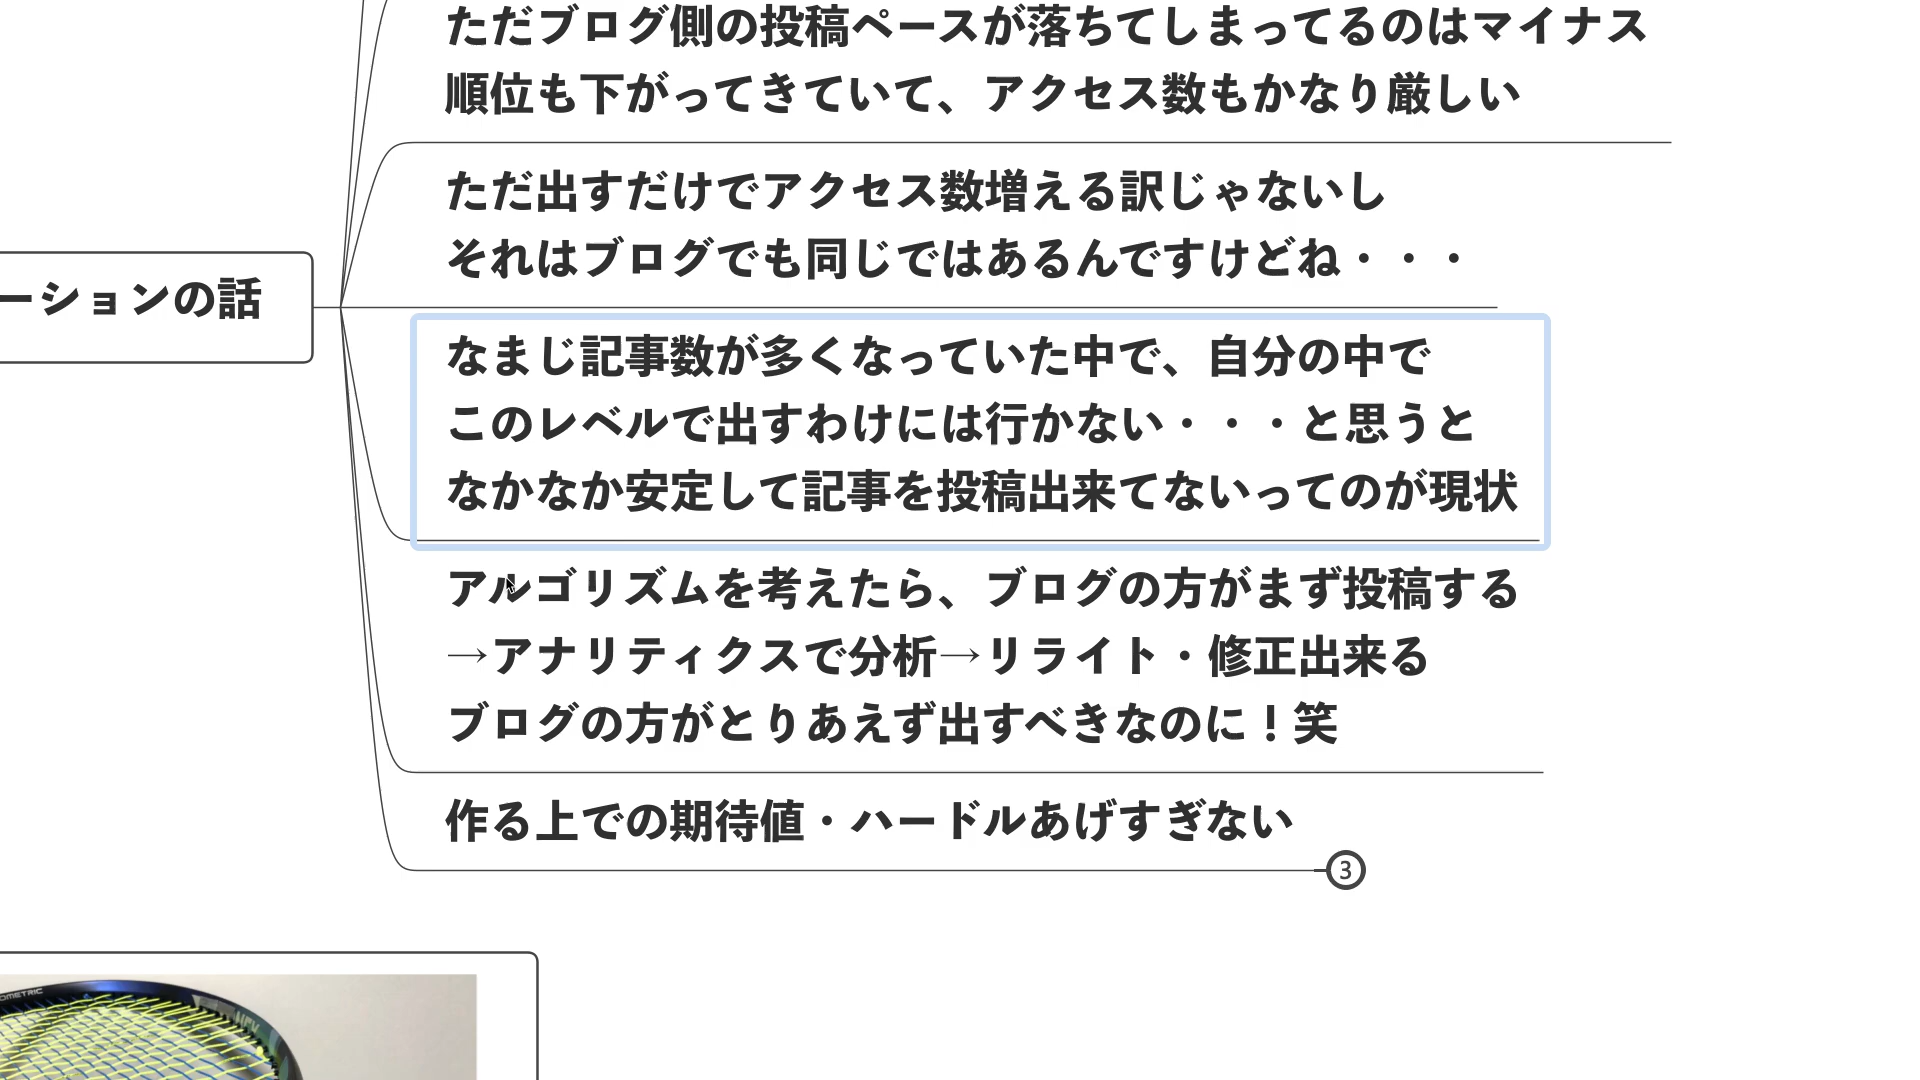 ただブログ側の投稿ペースが落ちてしまってるのはマイナス
順位も下がってきていて、アクセス数もかなり厳しい
ただ出すだけでアクセス数増える訳じゃないし
それはブログでも同じではあるんですけどね・・・
ーションの話
なまじ記事数が多くなっていた中で、自分の中で
このレベルで出すわけには行かない・・・と思うと
なかなか安定して記事を投稿出来てないってのが現状
アルゴリズムを考えたら、ブログの方がまず投稿する
→アナリティクスで分析→リライト・修正出来る
ブログの方がとりあえず出すべきなのに！笑
作る上での期待値・ハードルあげすぎない
3
OMETRIC